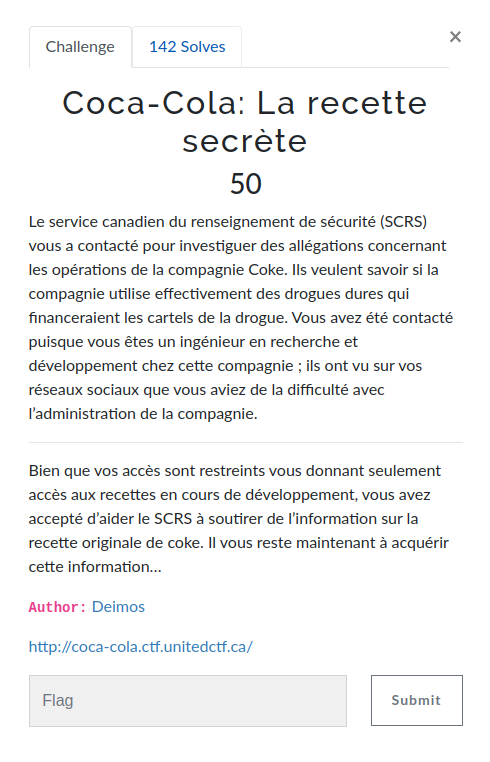 Challenge
142 Solves
×
Coca-Cola: La recette
secrète
50
Le service canadien du renseignement de sécurité (SCRS)
vous a contacté pour investiguer des allégations concernant
les opérations de la compagnie Coke. Ils veulent savoir si la
compagnie utilise effectivement des drogues dures qui
financeraient les cartels de la drogue. Vous avez été contacté
puisque vous êtes un ingénieur en recherche et
développement chez cette compagnie ; ils ont vu sur vos
réseaux sociaux que vous aviez de la difficulté avec
l’administration de la compagnie.
Bien que vos accès sont restreints vous donnant seulement
accès aux recettes en cours de développement, vous avez
accepté d’aider le SCRS à soutirer de l’information sur la
recette originale de coke. Il vous reste maintenant à acquérir
cette information…
Author: Deimos
http://coca-cola.ctf.unitedctf.ca/
Flag
Submit